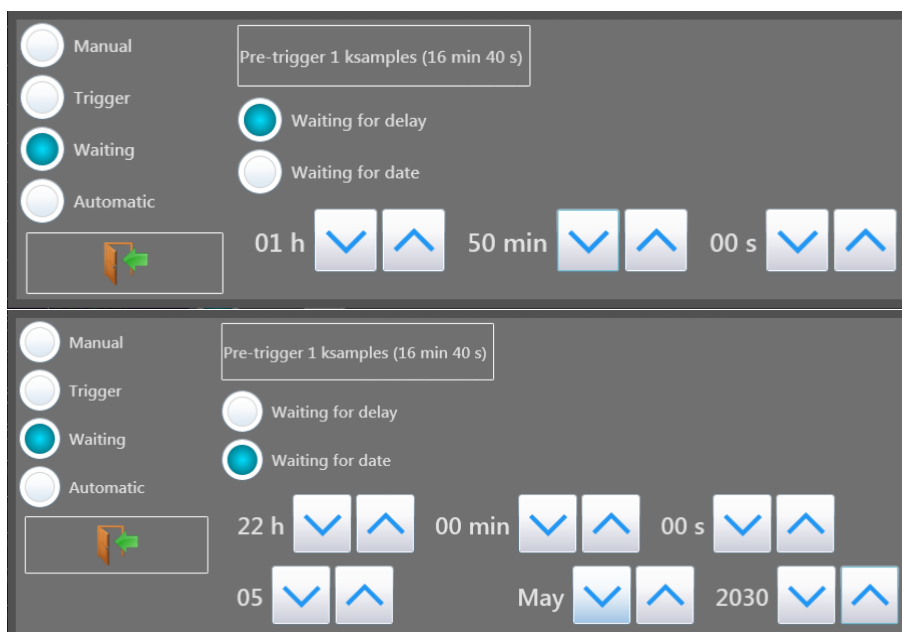 Manual
Pre-trigger 1 ksamples (16 min 40 s)
Trigger
Waiting for delay
Waiting
Waiting for date
Automatic
01 h 50 min 00 s
Manual
Pre-trigger 1 ksamples (16 min 40 s)
Trigger
Waiting for delay
Waiting
Waiting for date
Automatic
22 h 00 min 00 s
05 May 2030